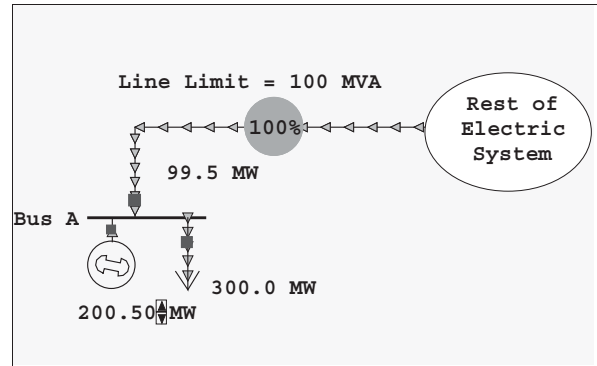 Line Limit = 100 MVA
100%
Rest of
Electric
System
99.5 MW
Bus A
300.0 MW
200.50 MW